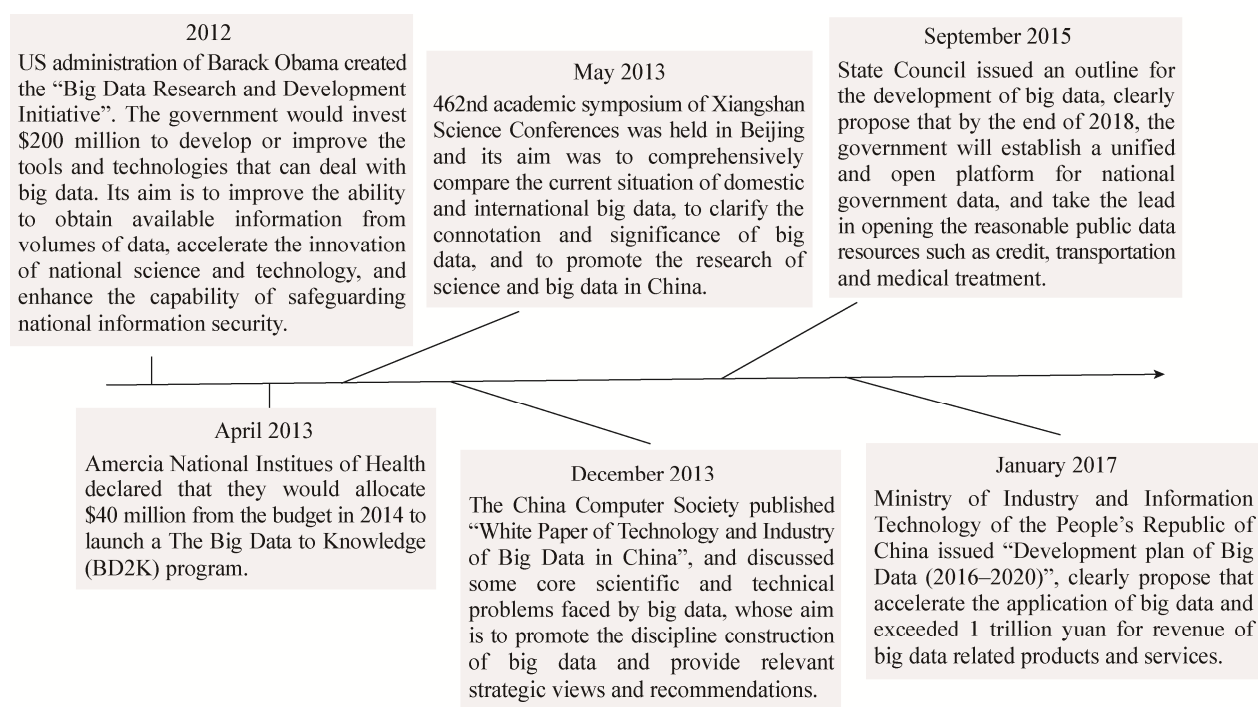 2012
US administration of Barack Obama created
the “Big Data Research and Development
Initiative”. The government would invest
$200 million to develop or improve the
tools and technologies that can deal with
big data. Its aim is to improve the ability
to obtain available information from
volumes of data, accelerate the innovation
of national science and technology, and
enhance the capability of safeguarding
national information security.
May 2013
462nd academic symposium of Xiangshan
Science Conferences was held in Beijing
and its aim was to comprehensively
compare the current situation of domestic
and international big data, to clarify the
connotation and significance of big
data, and to promote the research of
science and big data in China.
September 2015
State Council issued an outline for
the development of big data, clearly
propose that by the end of 2018, the
government will establish a unified
and open platform for national
government data, and take the lead
in opening the reasonable public data
resources such as credit, transportation
and medical treatment.
April 2013
Amercia National Institues of Health
declared that they would allocate
$40 million from the budget in 2014 to
launch a The Big Data to Knowledge
(BD2K) program.
December 2013
The China Computer Society published
“White Paper of Technology and Industry
of Big Data in China”, and discussed
some core scientific and technical
problems faced by big data, whose aim
is to promote the discipline construction
of big data and provide relevant
strategic views and recommendations.
January 2017
Ministry of Industry and Information
Technology of the People’s Republic of
China issued “Development plan of Big
Data (2016–2020)”, clearly propose that
accelerate the application of big data and
exceeded 1 trillion yuan for revenue of
big data related products and services.